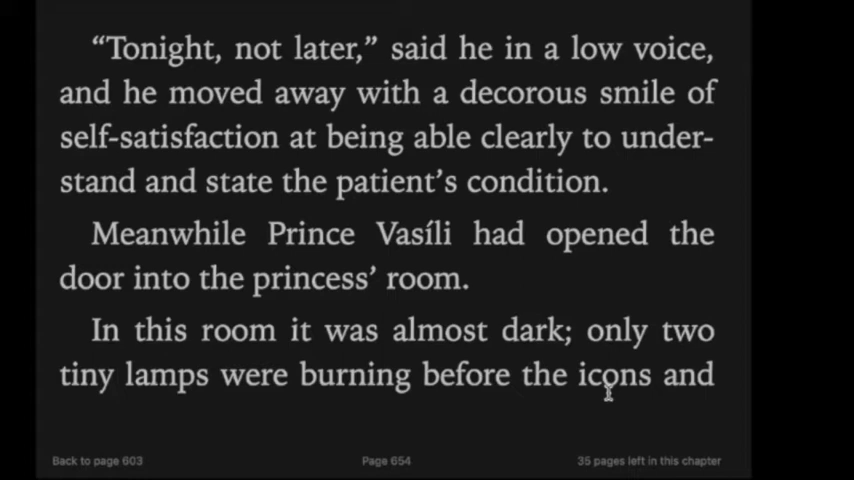 “Tonight, not later,” said he in a low voice,
and he moved away with a decorous smile of
self-satisfaction at being able clearly to under-
stand and state the patient’s condition.
Meanwhile Prince Vasíli had opened the
door into the princess’ room.
In this room it was almost dark; only two
tiny lamps were burning before the icons and
Back to page 603 Page 654 35 pages left in this chapter